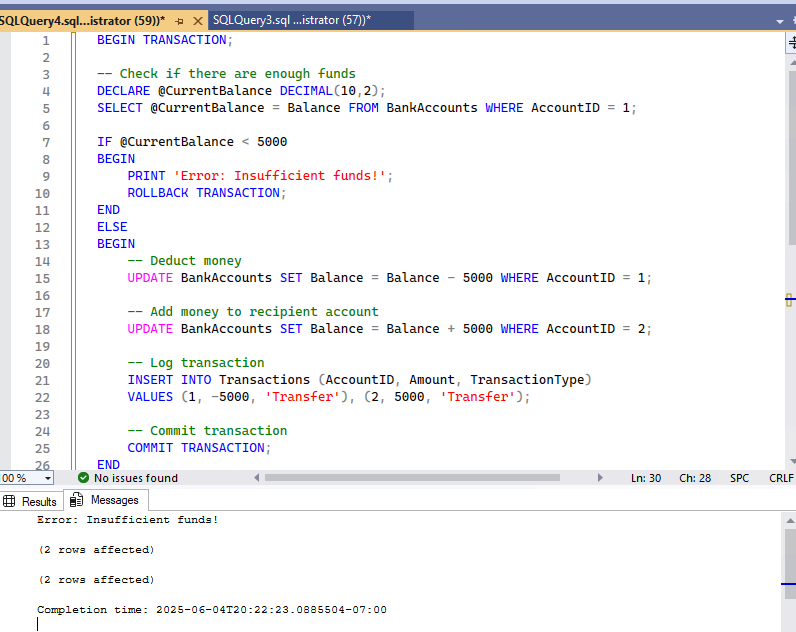 SQLQuery4.sql...istrator (59))*
SQLQuery3.sql ...istrator (57))*
1 BEGIN TRANSACTION;
2
3 -- Check if there are enough funds
4 DECLARE @CurrentBalance DECIMAL(10,2);
5 SELECT @CurrentBalance = Balance FROM BankAccounts WHERE AccountID = 1;
6
7 IF @CurrentBalance < 5000
8 BEGIN
9 PRINT 'Error: Insufficient funds!';
10 ROLLBACK TRANSACTION;
11 END
12 ELSE
13 BEGIN
14 -- Deduct money
15 UPDATE BankAccounts SET Balance = Balance - 5000 WHERE AccountID = 1;
16
17 -- Add money to recipient account
18 UPDATE BankAccounts SET Balance = Balance + 5000 WHERE AccountID = 2;
19
20 -- Log transaction
21 INSERT INTO Transactions (AccountID, Amount, TransactionType)
22 VALUES (1, -5000, 'Transfer'), (2, 5000, 'Transfer');
23
24 -- Commit transaction
25 COMMIT TRANSACTION;
26 END
00 % No issues found Ln: 30 Ch: 28 SPC CRLF
Results Messages
Error: Insufficient funds!
(2 rows affected)
(2 rows affected)
Completion time: 2025-06-04T20:22:23.0885504-07:00